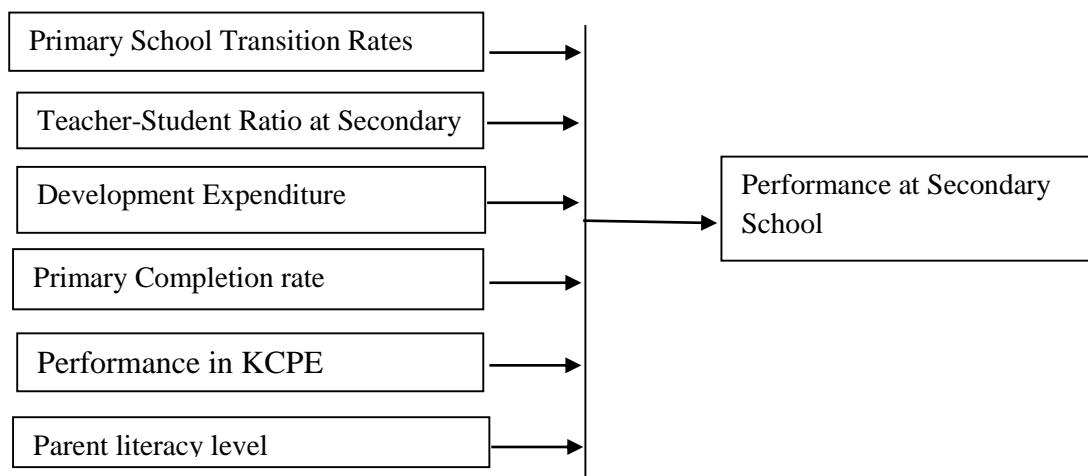 Primary School Transition Rates
Teacher-Student Ratio at Secondary
Development Expenditure
Primary Completion rate
Performance in KCPE
Parent literacy level
Performance at Secondary
School